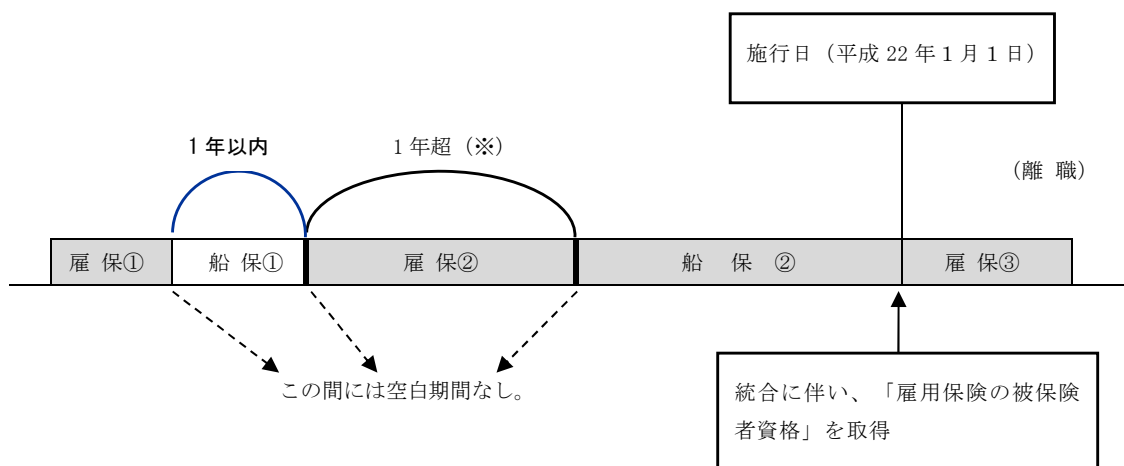 施行日（平成 22 年１月１日）
１年以内
１年超（※）
（離 職）
雇 保①
船 保①
雇 保②
船 保 ②
雇 保③
この間には空白期間なし。
統合に伴い、「雇用保険の被保険
者資格」を取得